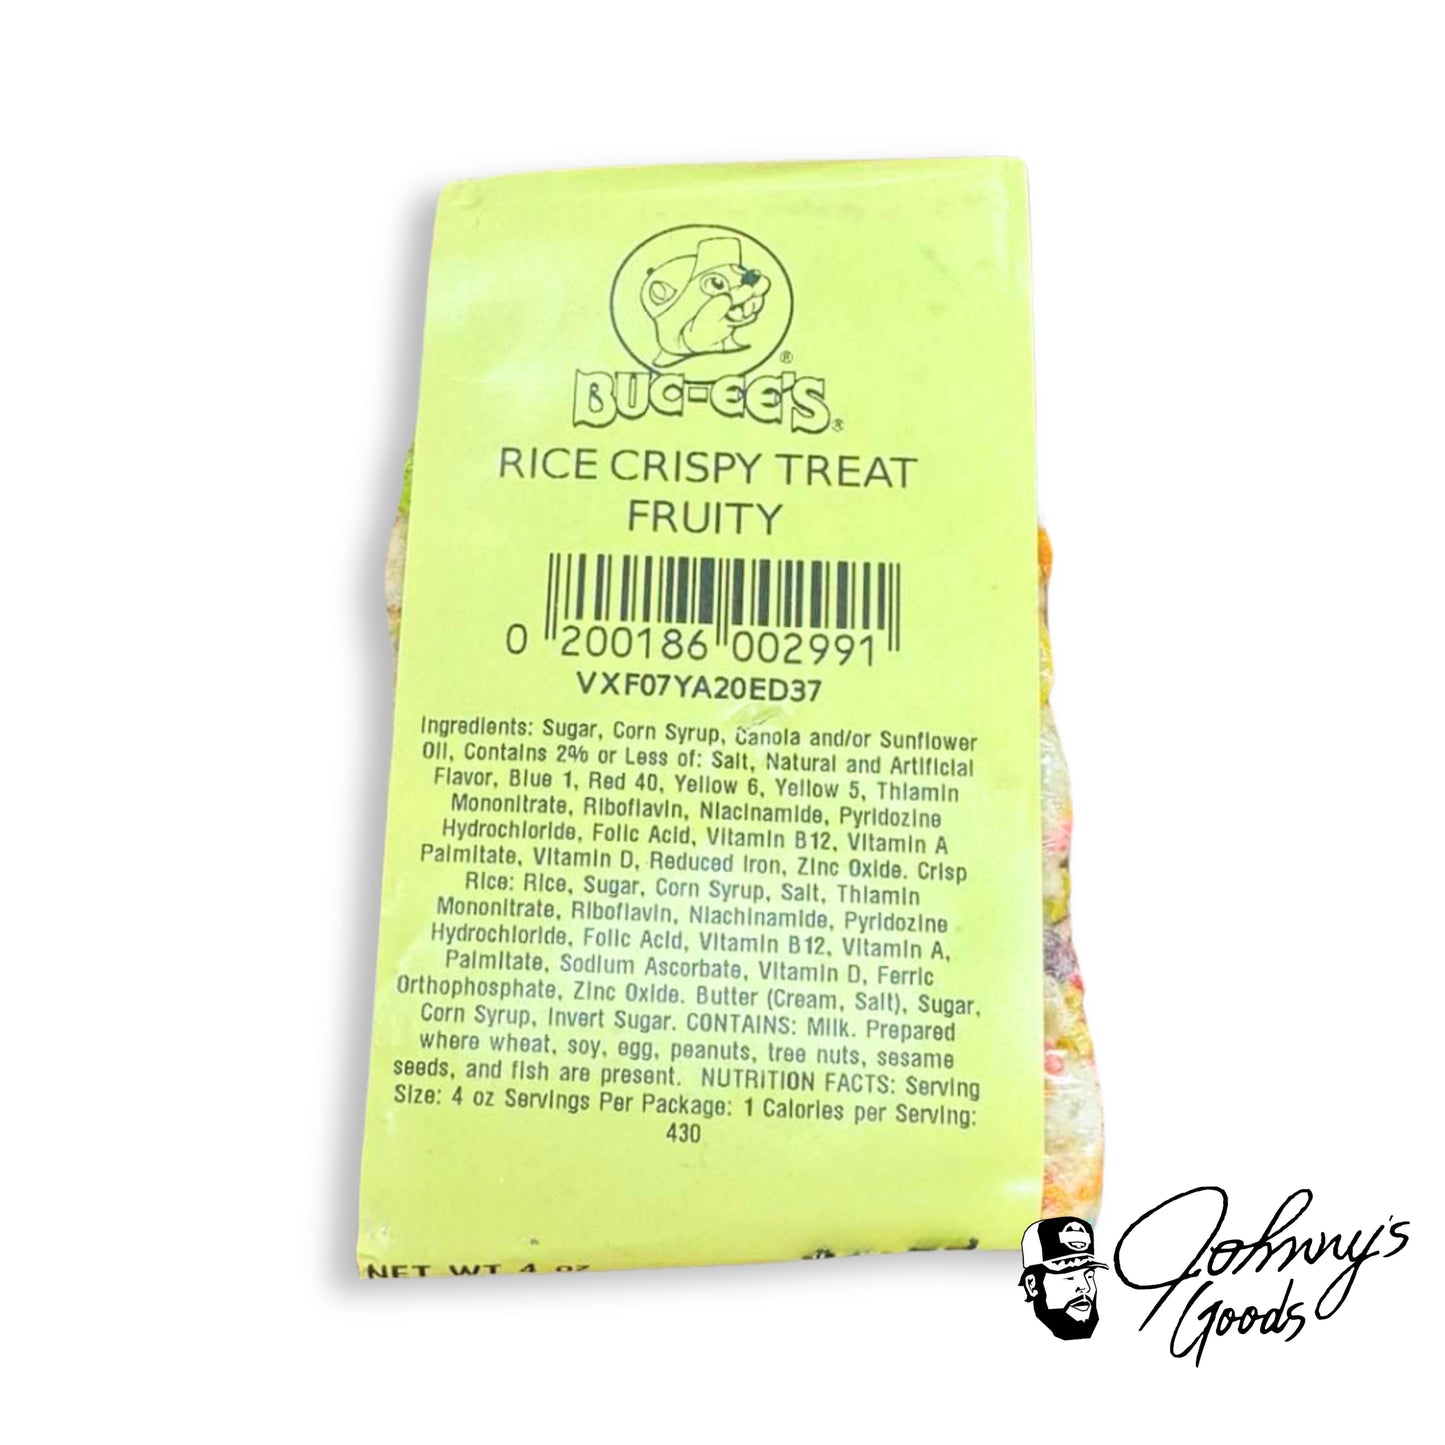 BUC-EE'S®
RICE CRISPY TREAT
FRUITY
0 200186 002991
VXF07YA20ED37
Ingredients: Sugar, Corn Syrup, Canola and/or Sunflower
Oil, Contains 2% or Less of: Salt, Natural and Artificial
Flavor, Blue 1, Red 40, Yellow 6, Yellow 5, Thiamin
Mononitrate, Riboflavin, Niacinamide, Pyridozine
Hydrochloride, Folic Acid, Vitamin B12, Vitamin A
Palmitate, Vitamin D, Reduced Iron, Zinc Oxide. Crisp
Rice: Rice, Sugar, Corn Syrup, Salt, Thiamin
Mononitrate, Riboflavin, Niachinamide, Pyridozine
Hydrochloride, Folic Acid, Vitamin B12, Vitamin A,
Palmitate, Sodium Ascorbate, Vitamin D, Ferric
Orthophosphate, Zinc Oxide. Butter (Cream, Salt), Sugar,
Corn Syrup, Invert Sugar. CONTAINS: Milk. Prepared
where wheat, soy, egg, peanuts, tree nuts, sesame
seeds, and fish are present. NUTRITION FACTS: Serving
Size: 4 oz Servings Per Package: 1 Calories per Serving:
430
NET WT 4 oz
Johnny's
Goods